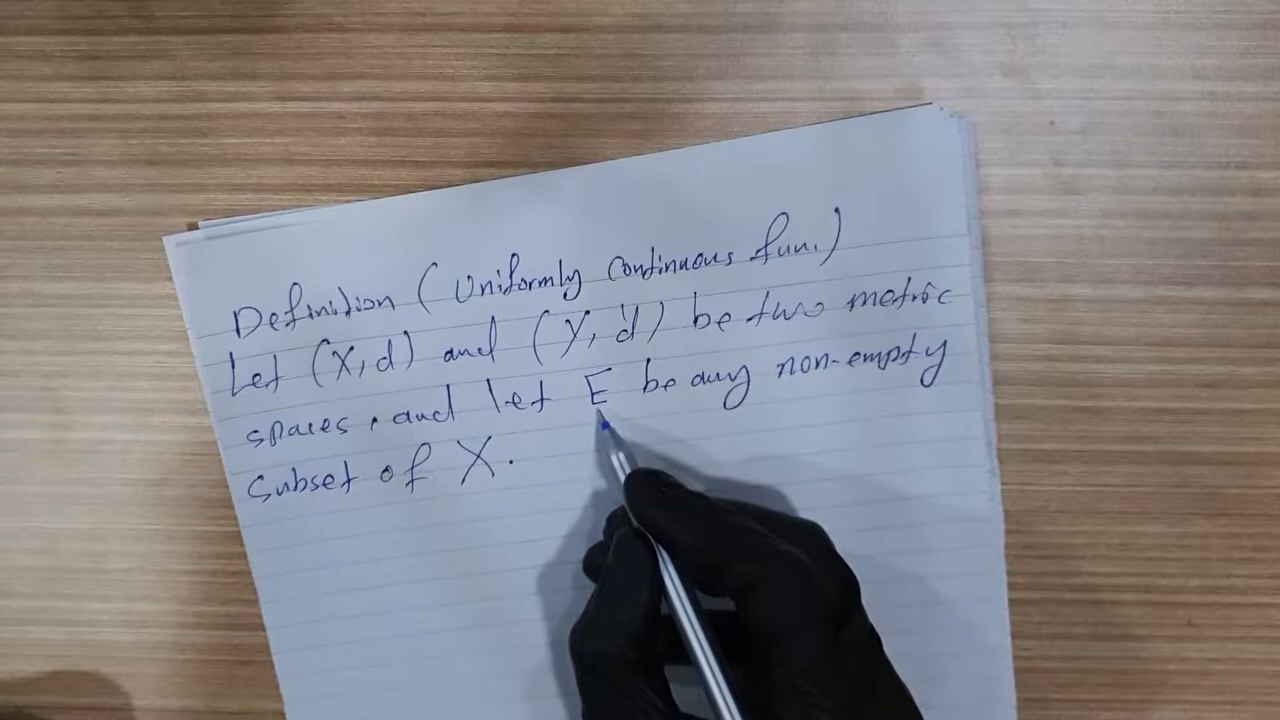 Definition (Uniformly Continuous fun.)
Let (X,d) and (Y,d') be two metric
spaces, and let E be any non-empty
subset of X.